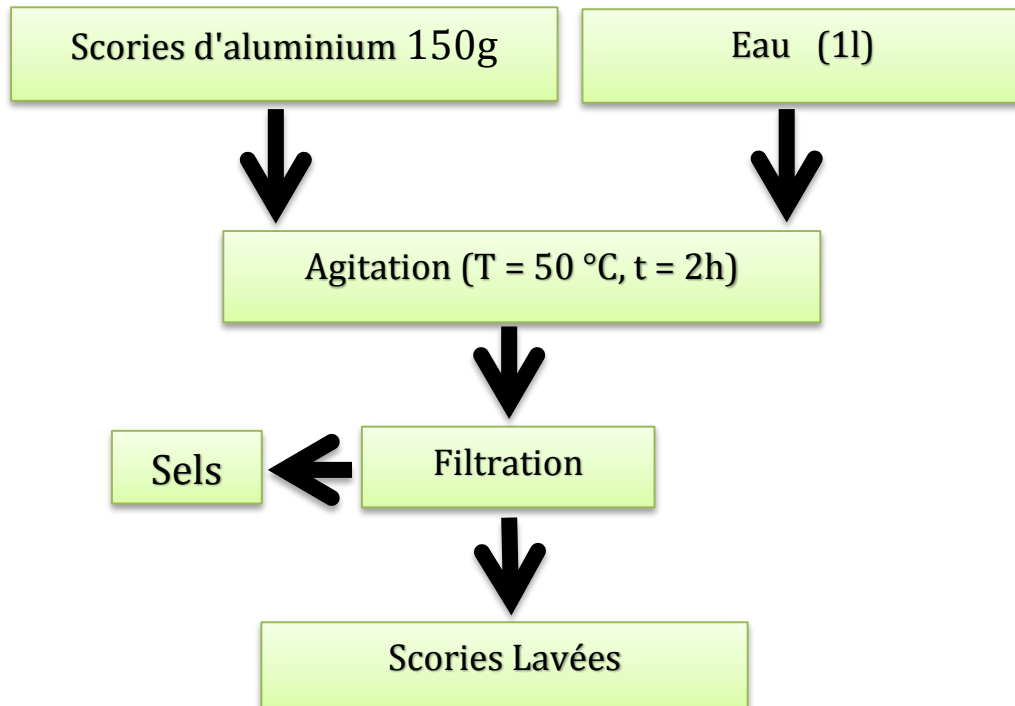 Scories d'aluminium 150g
Eau (1l)
Agitation (T = 50 °C, t = 2h)
Sels
Filtration
Scories Lavées